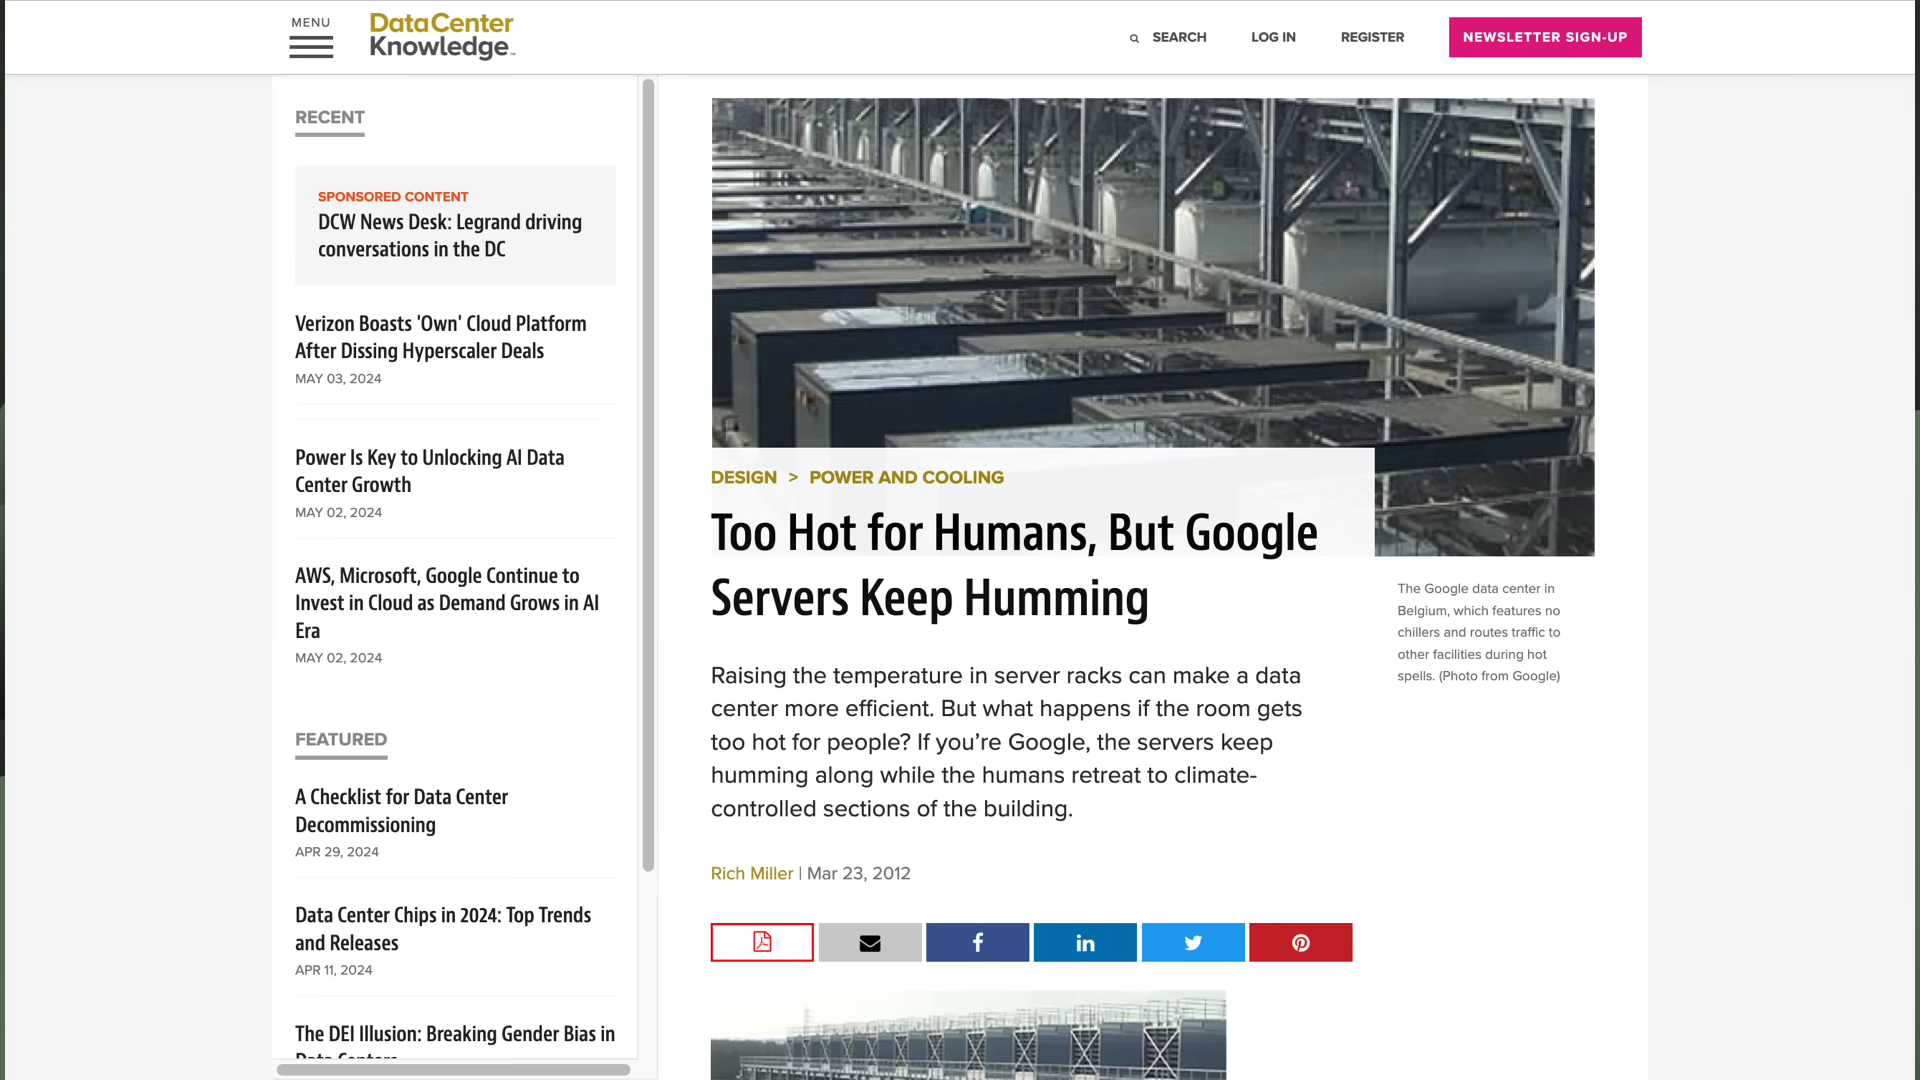 MENU
DataCenter
Knowledge
SEARCH
LOG IN
REGISTER
NEWSLETTER SIGN-UP
RECENT
SPONSORED CONTENT
DCW News Desk: Legrand driving
conversations in the DC
Verizon Boasts 'Own' Cloud Platform
After Dissing Hyperscaler Deals
MAY 03, 2024
Power Is Key to Unlocking AI Data
Center Growth
MAY 02, 2024
AWS, Microsoft, Google Continue to
Invest in Cloud as Demand Grows in AI
Era
MAY 02, 2024
FEATURED
A Checklist for Data Center
Decommissioning
APR 29, 2024
Data Center Chips in 2024: Top Trends
and Releases
APR 11, 2024
The DEI Illusion: Breaking Gender Bias in
Data Centers
DESIGN > POWER AND COOLING
Too Hot for Humans, But Google
Servers Keep Humming
Raising the temperature in server racks can make a data
center more efficient. But what happens if the room gets
too hot for people? If you’re Google, the servers keep
humming along while the humans retreat to climate-
controlled sections of the building.
Rich Miller | Mar 23, 2012
The Google data center in
Belgium, which features no
chillers and routes traffic to
other facilities during hot
spells. (Photo from Google)